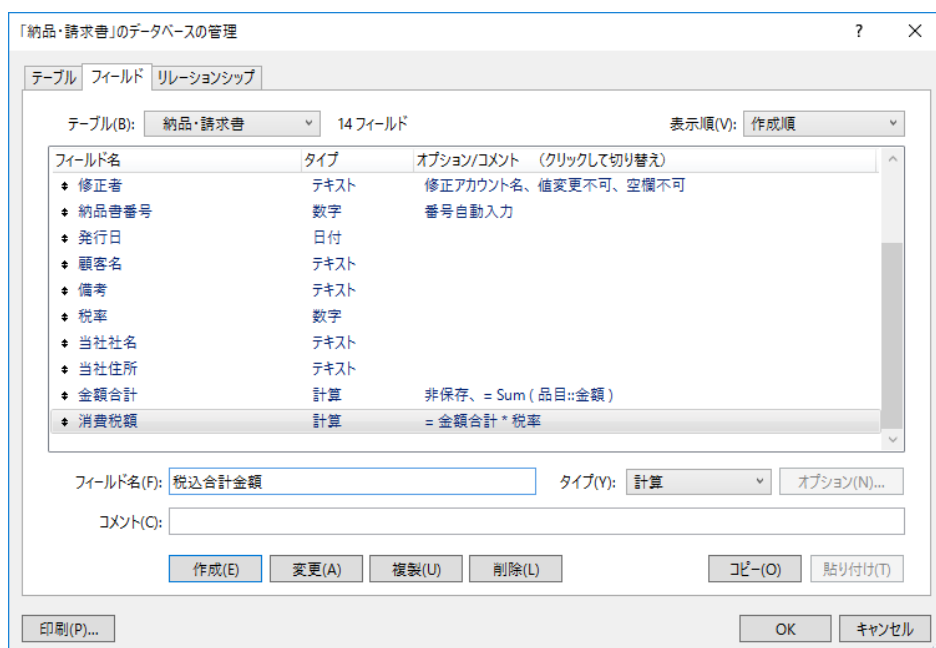 「納品・請求書」のデータベースの管理 ?
テーブル フィールド リレーションシップ
テーブル(B): 納品・請求書 14 フィールド 表示順(V): 作成順
フィールド名 タイプ オプション/コメント (クリックして切り替え)
修正者 テキスト 修正アカウント名、値変更不可、空欄不可
納品書番号 数字 番号自動入力
発行日 日付
顧客名 テキスト
備考 テキスト
税率 数字
当社社名 テキスト
当社住所 テキスト
金額合計 計算 非保存、= Sum ( 品目::金額 )
消費税額 計算 = 金額合計 * 税率
フィールド名(F): 税込合計金額 タイプ(Y): 計算 オプション(N)...
コメント(C):
作成(E) 変更(A) 複製(U) 削除(L) コピー(O) 貼り付け(T)
印刷(P)... OK キャンセル